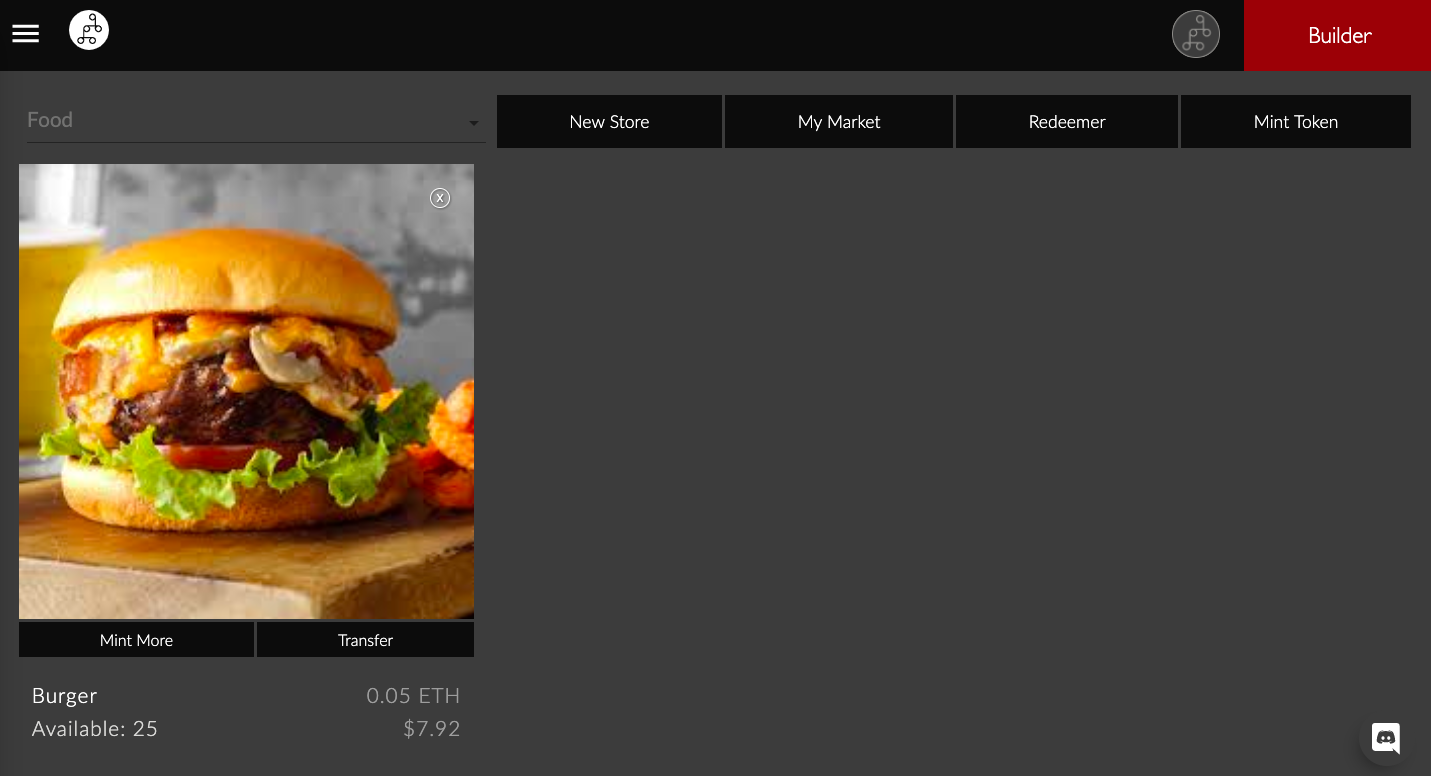 Builder
Food
New Store
My Market
Redeemer
Mint Token
x
Mint More
Transfer
Burger
0.05 ETH
Available: 25
$7.92